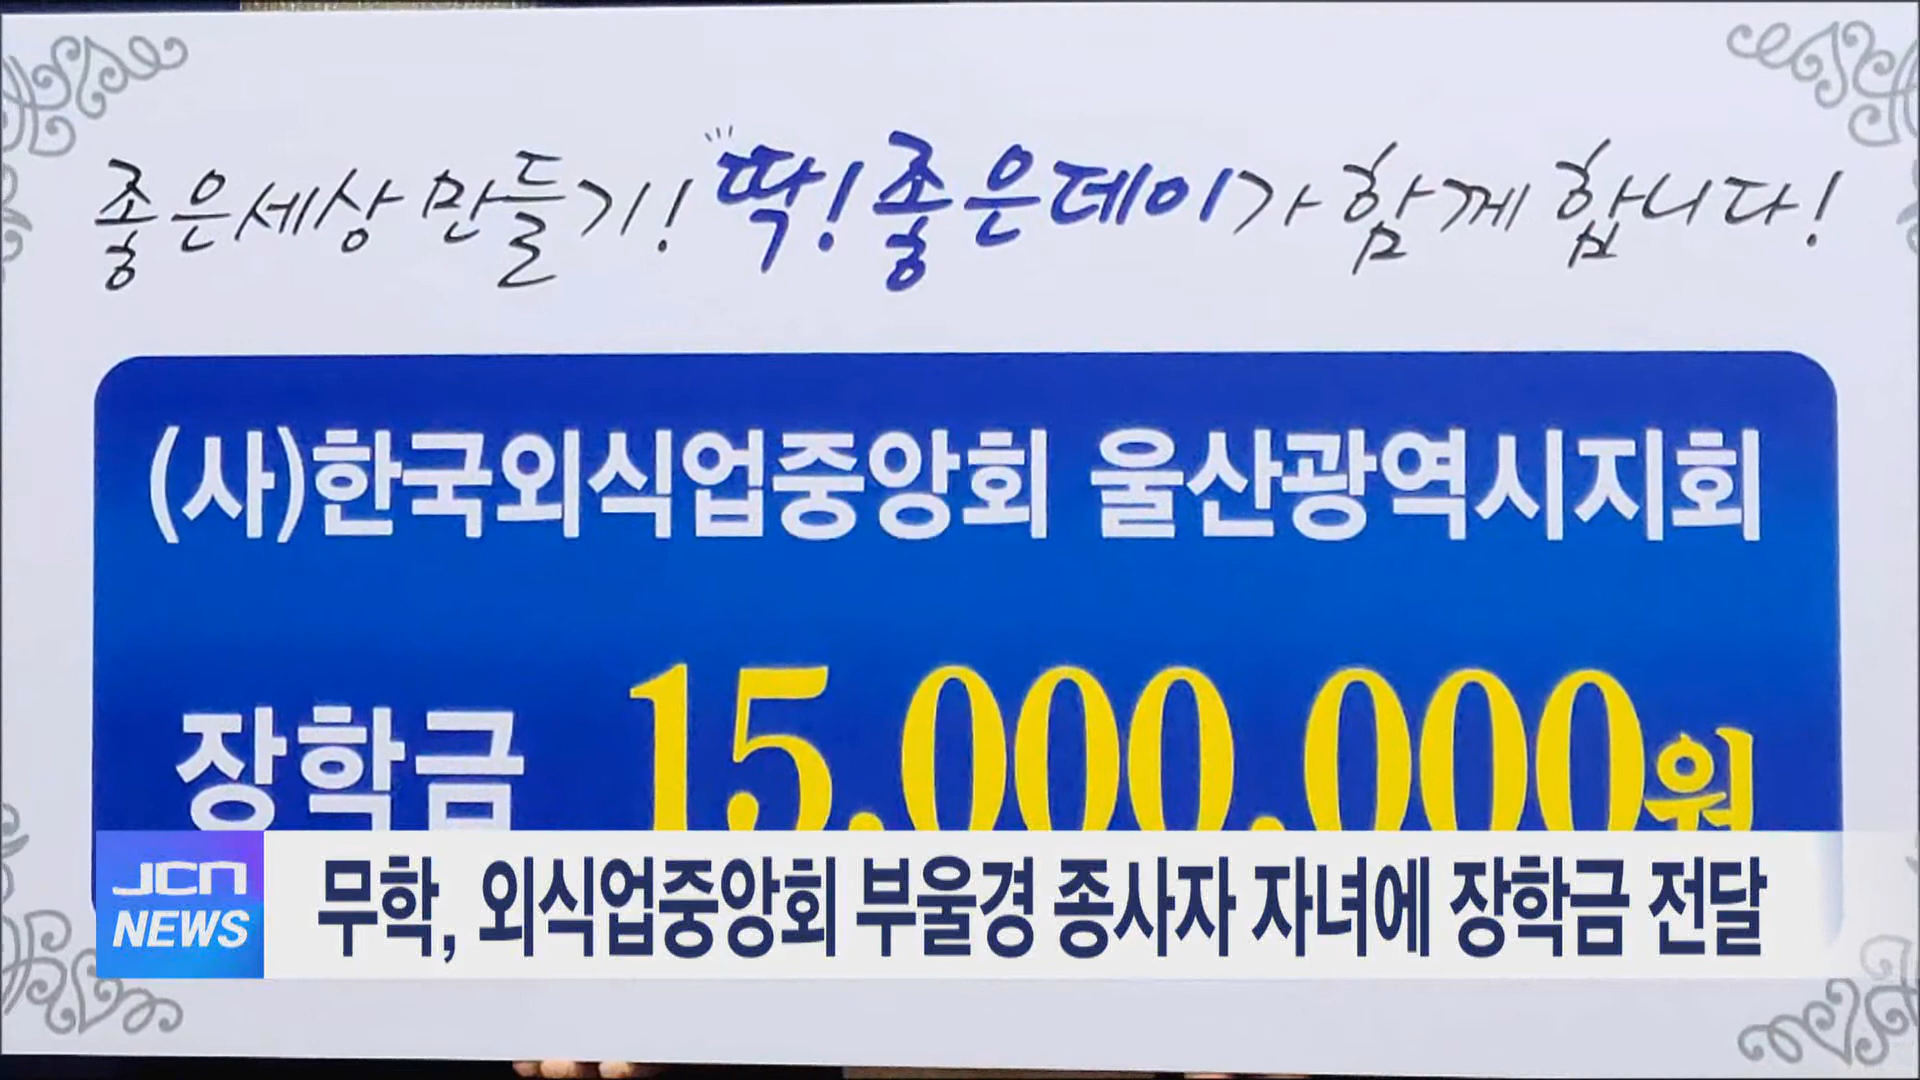 좋은세상 만들기! 딱! 좋은데이가 함께 합니다!
(사)한국외식업중앙회 울산광역시지회
장학금 15,000,000원
JCN NEWS
무학, 외식업중앙회 부울경 종사자 자녀에 장학금 전달